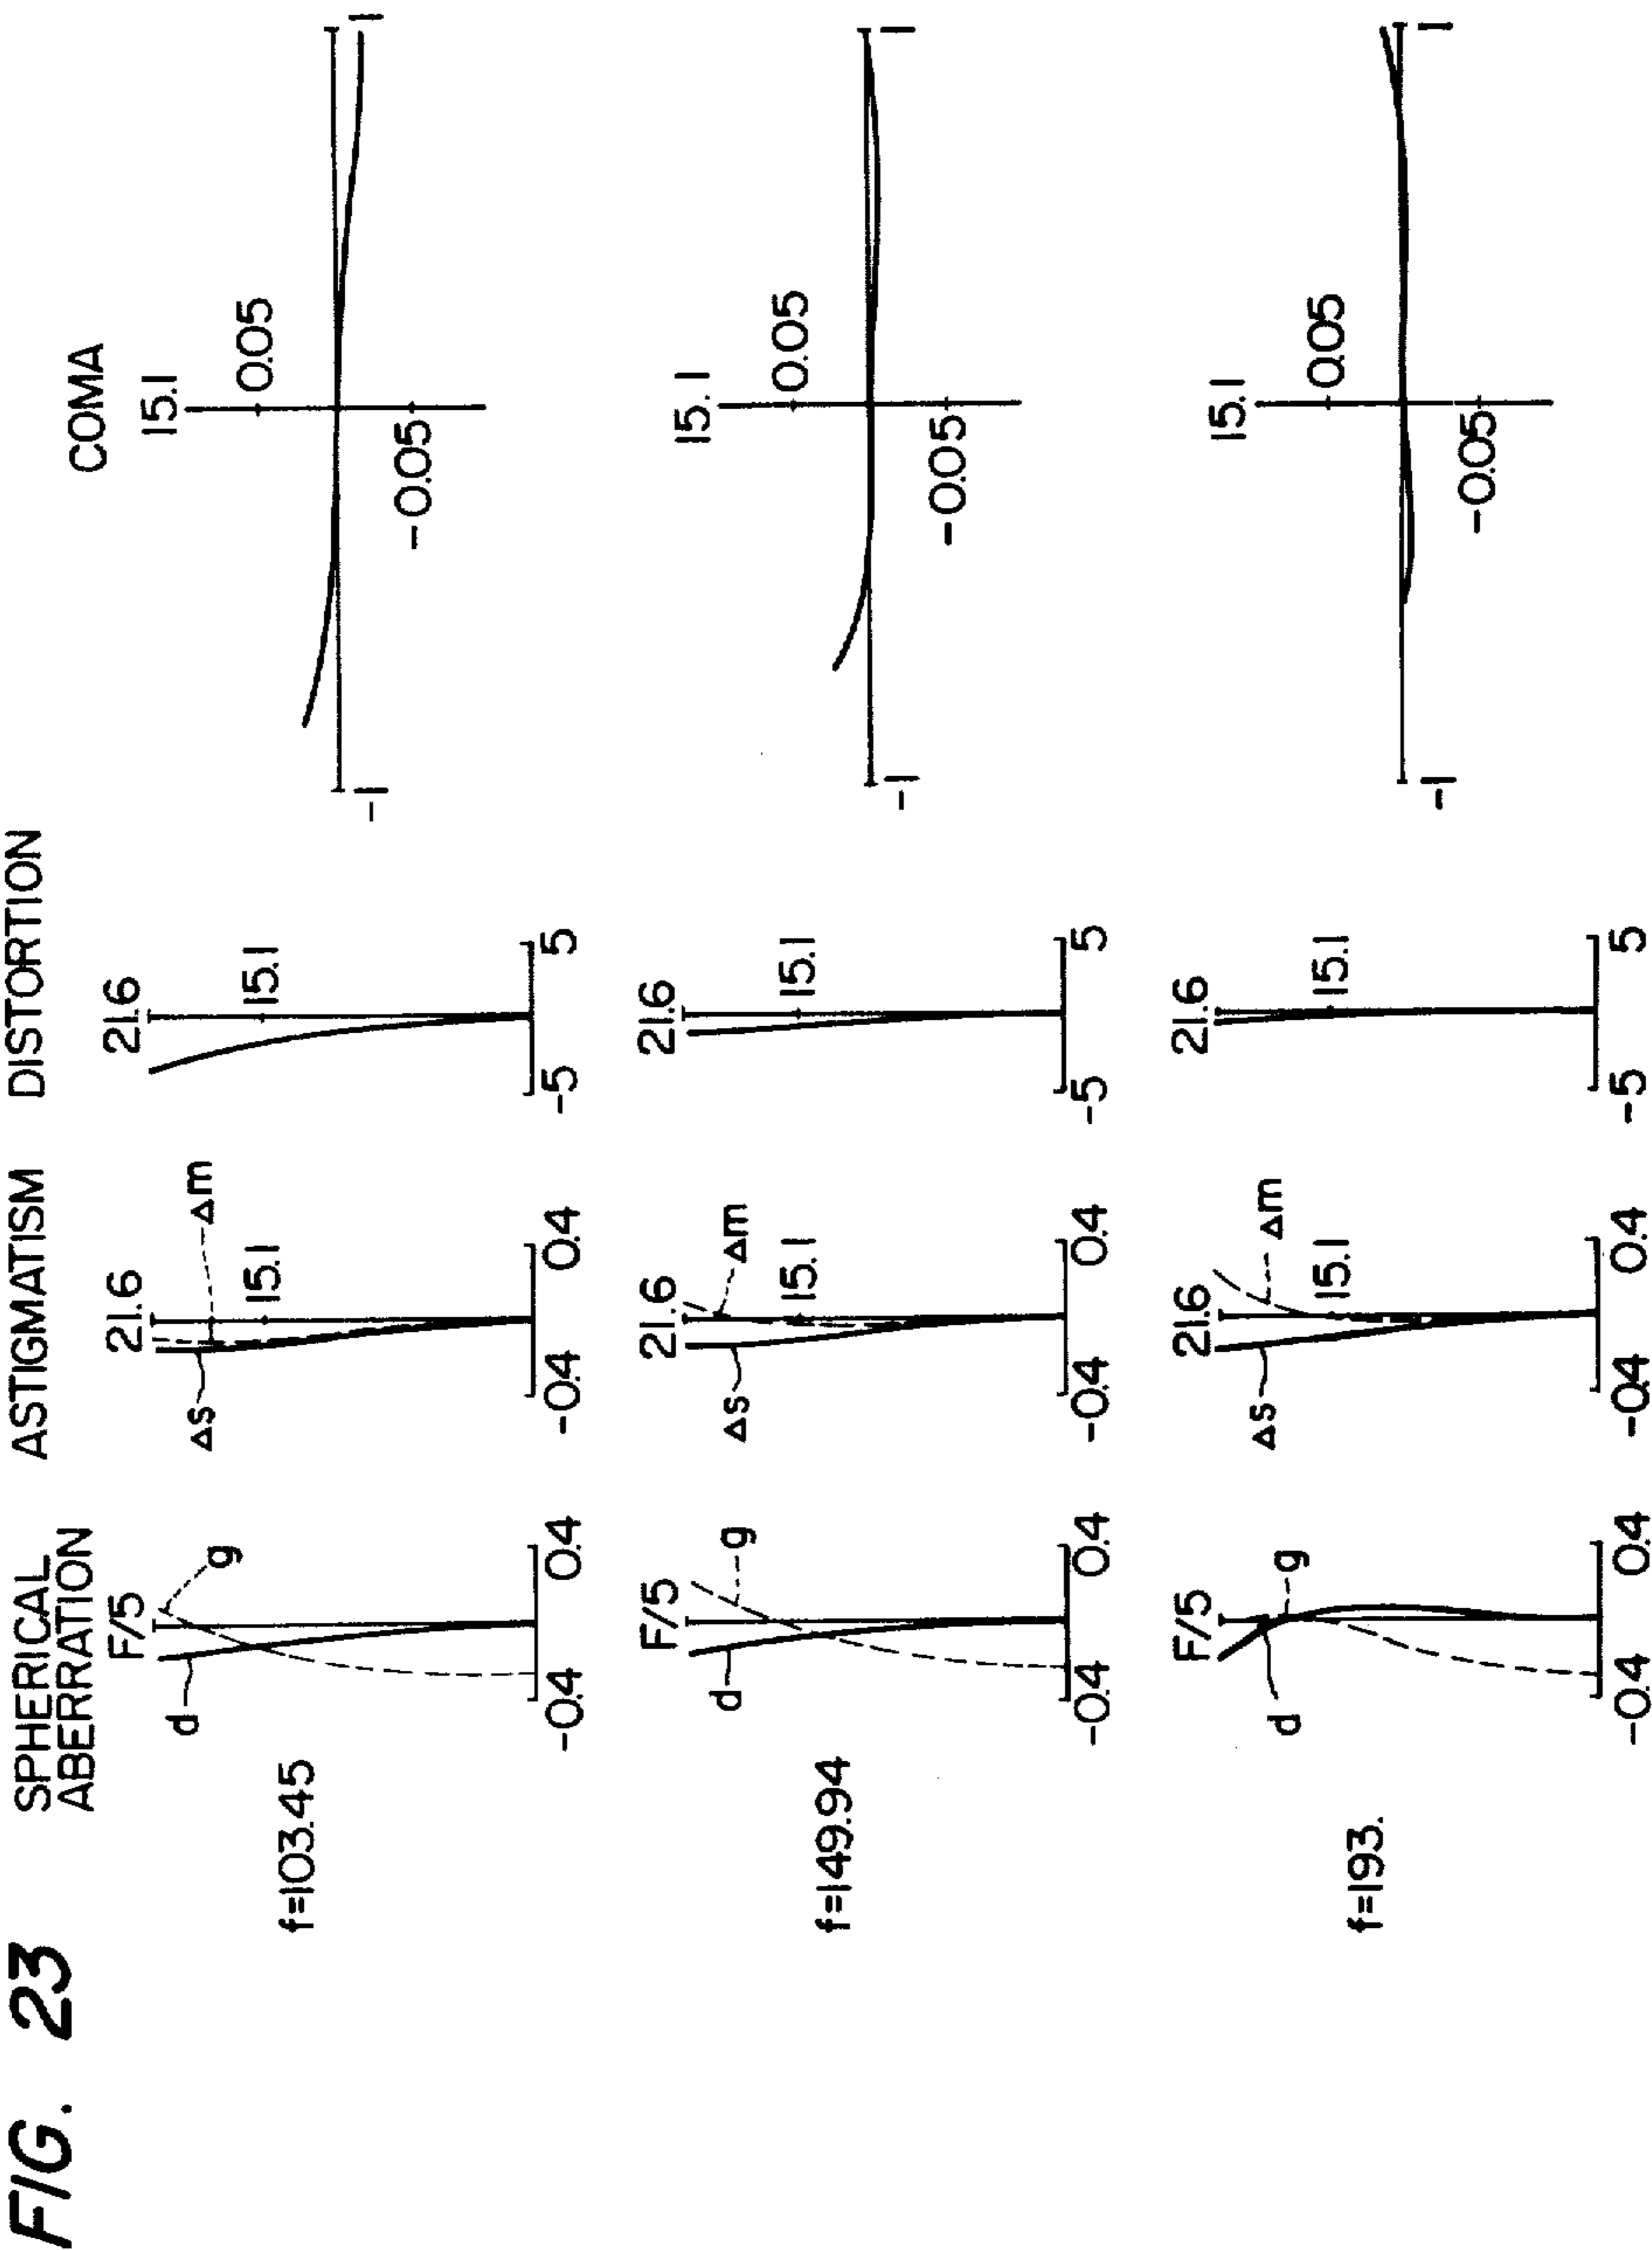 FIG. 23
SPHERICAL
ABERRATION
ASTIGMATISM
DISTORTION
COMA
f=103.45
F/5
d
g
-0.4
0.4
21.6
Δs
Δm
15.1
-0.4
0.4
21.6
15.1
-5
5
15.1
0.05
-0.05
-1
1
f=149.94
F/5
d
g
-0.4
0.4
21.6
Δs
Δm
15.1
-0.4
0.4
21.6
15.1
-5
5
15.1
0.05
-0.05
-1
1
f=193.
F/5
d
g
-0.4
0.4
21.6
Δs
Δm
15.1
-0.4
0.4
21.6
15.1
-5
5
15.1
0.05
-0.05
-1
1